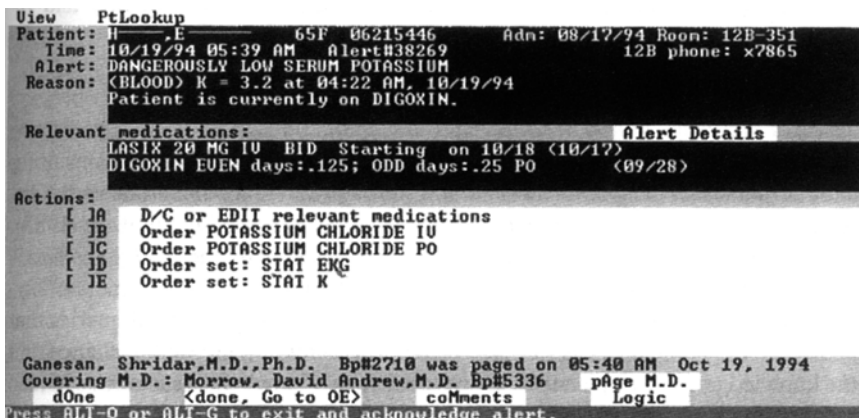 View PtLookup
Patient: H———,E——— 65F 06215446 Adm: 08/17/94 Room: 12B-351
Time: 10/19/94 05:39 AM Alert#38269 12B phone: x7865
Alert: DANGEROUSLY LOW SERUM POTASSIUM
Reason: (BLOOD) K = 3.2 at 04:22 AM, 10/19/94
Patient is currently on DIGOXIN.
Relevant medications: Alert Details
LASIX 20 MG IV BID Starting on 10/18 (10/17)
DIGOXIN EVEN days:.125; ODD days:.25 PO (09/28)
Actions:
[ ]A D/C or EDIT relevant medications
[ ]B Order POTASSIUM CHLORIDE IV
[ ]C Order POTASSIUM CHLORIDE PO
[ ]D Order set: STAT EKG
[ ]E Order set: STAT K
Ganesan, Shridar,M.D.,Ph.D. Bp#2710 was paged on 05:40 AM Oct 19, 1994
Covering M.D.: Morrow, David Andrew,M.D. Bp#5336 pAge M.D.
dOne <done, Go to OE> coMments Logic
Press ALT-O or ALT-G to exit and acknowledge alert.